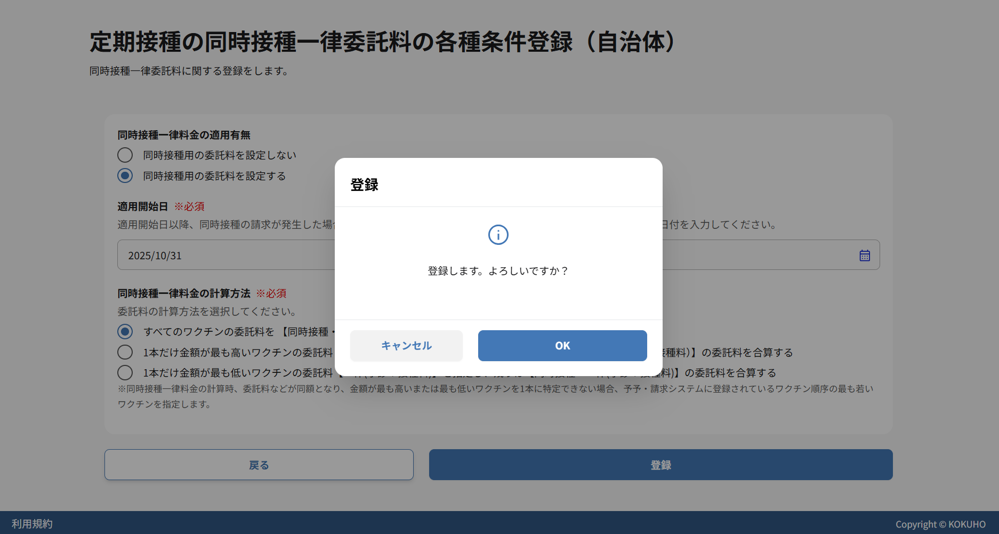 定期接種の同時接種一律委託料の各種条件登録（自治体）
同時接種一律委託料に関する登録をします。
同時接種一律料金の適用有無
同時接種用の委託料を設定しない
同時接種用の委託料を設定する
適用開始日 ※必須
適用開始日以降、同時接種の請求が発生した場 日付を入力してください。
2025/10/31
同時接種一律料金の計算方法 ※必須
委託料の計算方法を選択してください。
すべてのワクチンの委託料を 【同時接種・
1本だけ金額が最も高いワクチンの委託料 接種料)】の委託料を合算する
1本だけ金額が最も低いワクチンの委託料 料)】の委託料を合算する
※同時接種一律料金の計算時、委託料などが同額となり、金額が最も高いまたは最も低いワクチンを1本に特定できない場合、予予・請求システムに登録されているワクチン順序の最も若い
ワクチンを指定します。
登録
登録します。よろしいですか？
キャンセル
OK
戻る
登録
利用規約
Copyright © KOKUHO